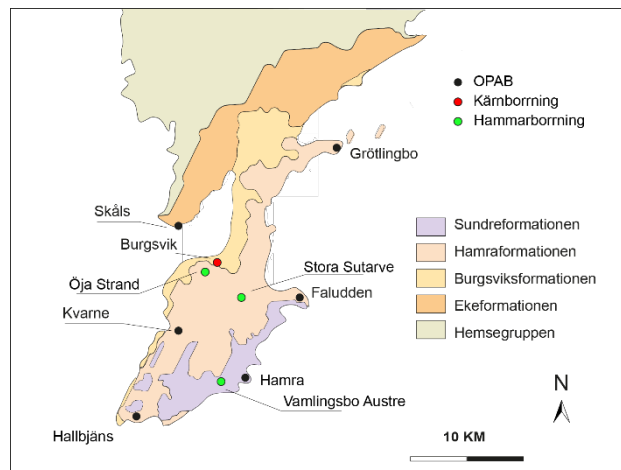 OPAB
Kärnborrning
Hammarborrning
Grötlingbo
Skåls
Burgsvik
Öja Strand
Stora Sutarve
Faludden
Kvarne
Hamra
Vamlingsbo Austre
Hallbjäns
Sundreformationen
Hamraformationen
Burgsviksformationen
Ekeformationen
Hemsegruppen
N
10 KM